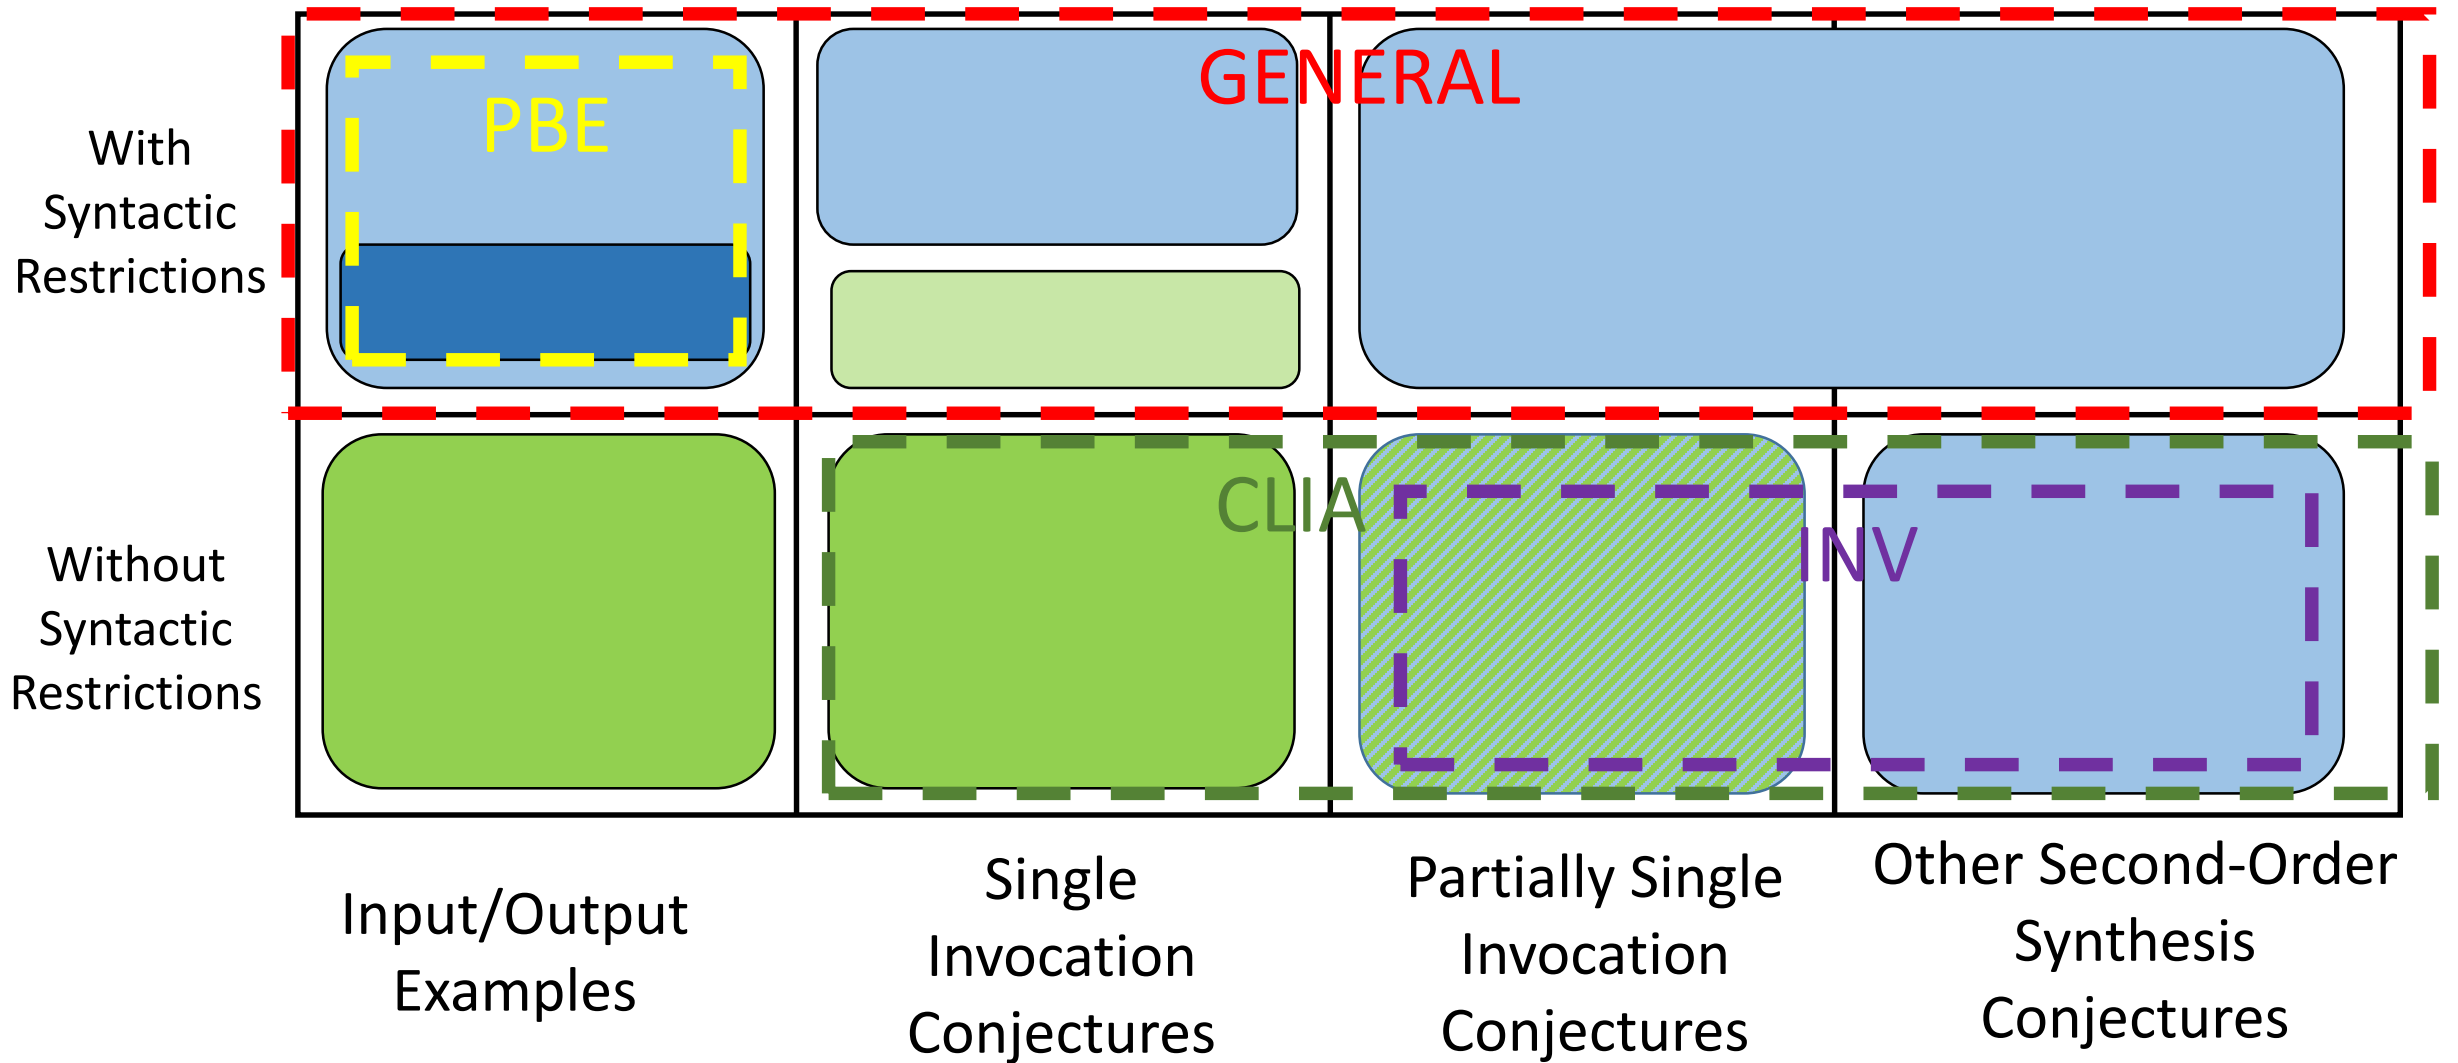 GENERAL
PBE
With
Syntactic
Restrictions
CLIA
INV
Without
Syntactic
Restrictions
Input/Output
Examples
Single
Invocation
Conjectures
Partially Single
Invocation
Conjectures
Other Second-Order
Synthesis
Conjectures